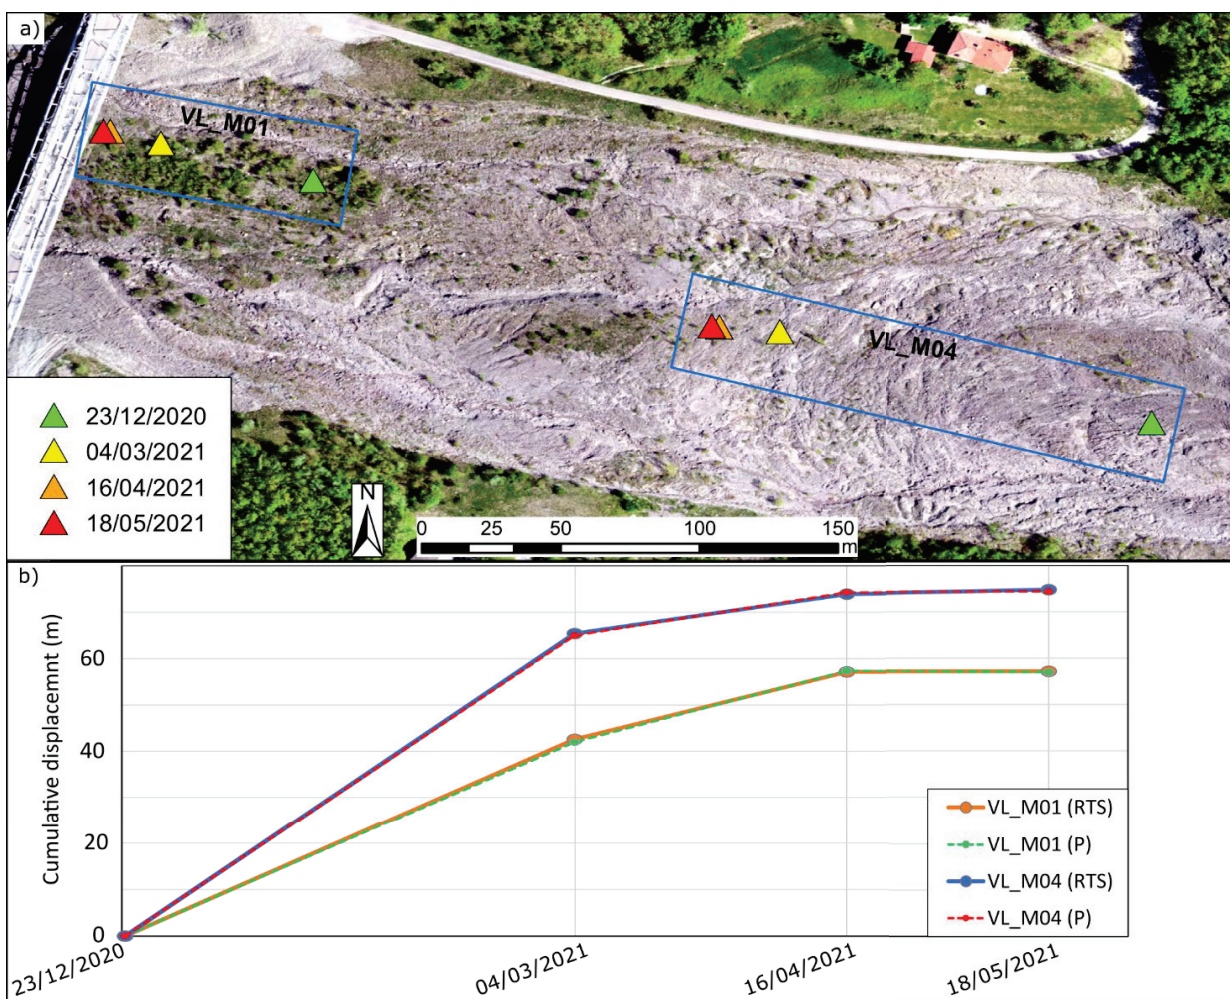 a)
VL_M01
VL_M04
23/12/2020
04/03/2021
16/04/2021
18/05/2021
N
0 25 50 100 150
m
b)
Cumulative displacemnt (m)
60
40
20
0
VL_M01 (RTS)
VL_M01 (P)
VL_M04 (RTS)
VL_M04 (P)
23/12/2020
04/03/2021
16/04/2021
18/05/2021